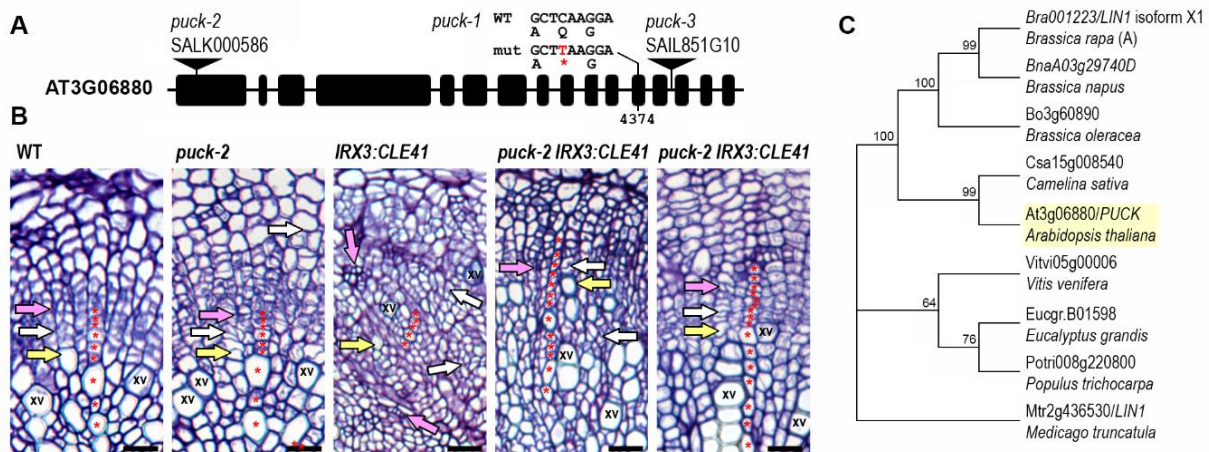 A
puck-2
SALK000586
puck-1
WT GCTCAAGGA
A Q G
mut GCTTAAGGA
A * G
puck-3
SAIL851G10
AT3G06880
4374
B
WT
puck-2
IRX3:CLE41
puck-2 IRX3:CLE41
puck-2 IRX3:CLE41
xv
xv
xv
xv
xv
xv
xv
xv
xv
xv
xv
C
Bra001223/LIN1 isoform X1
Brassica rapa (A)
99
BnaA03g29740D
Brassica napus
100
Bo3g60890
Brassica oleracea
100
Csa15g008540
Camelina sativa
99
At3g06880/PUCK
Arabidopsis thaliana
Vitvi05g00006
Vitis venifera
64
Eucgr.B01598
Eucalyptus grandis
76
Potri008g220800
Populus trichocarpa
Mtr2g436530/LIN1
Medicago truncatula